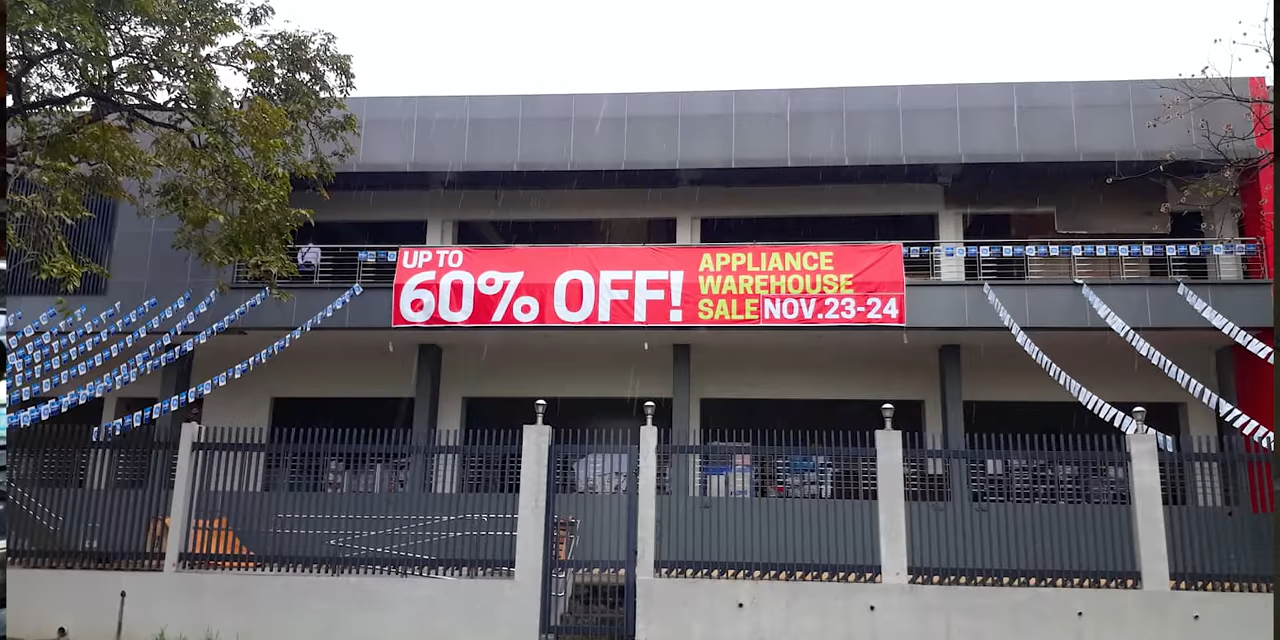 UP TO
60% OFF!
APPLIANCE
WAREHOUSE
SALE NOV.23-24